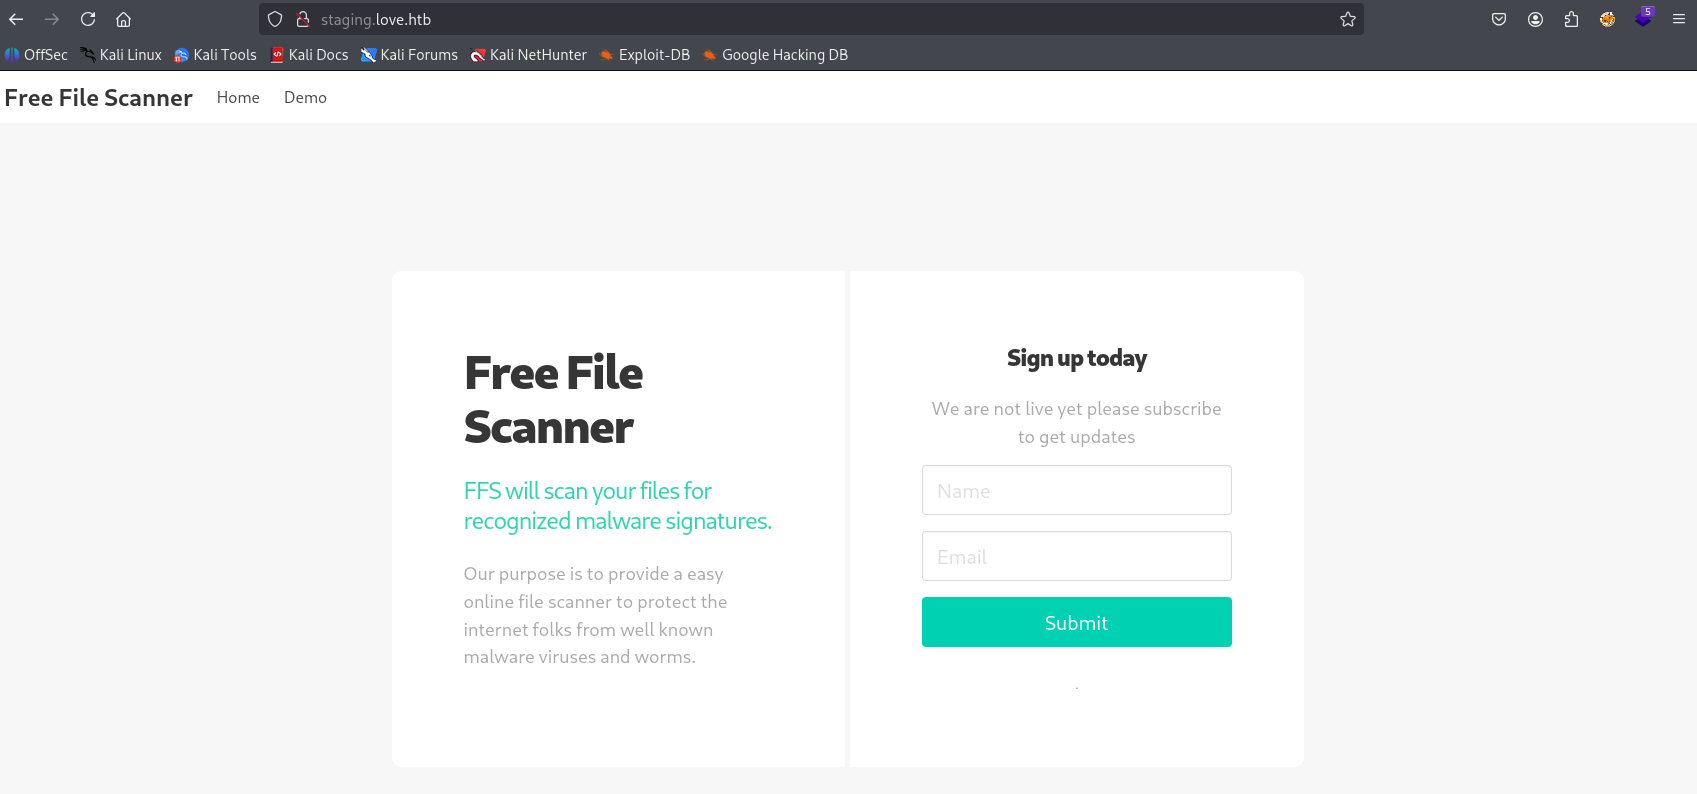 staging.love.htb
5
OffSec Kali Linux Kali Tools Kali Docs Kali Forums Kali NetHunter Exploit-DB Google Hacking DB
Free File Scanner Home Demo
Free File
Scanner
FFS will scan your files for
recognized malware signatures.
Our purpose is to provide a easy
online file scanner to protect the
internet folks from well known
malware viruses and worms.
Sign up today
We are not live yet please subscribe
to get updates
Name
Email
Submit
.